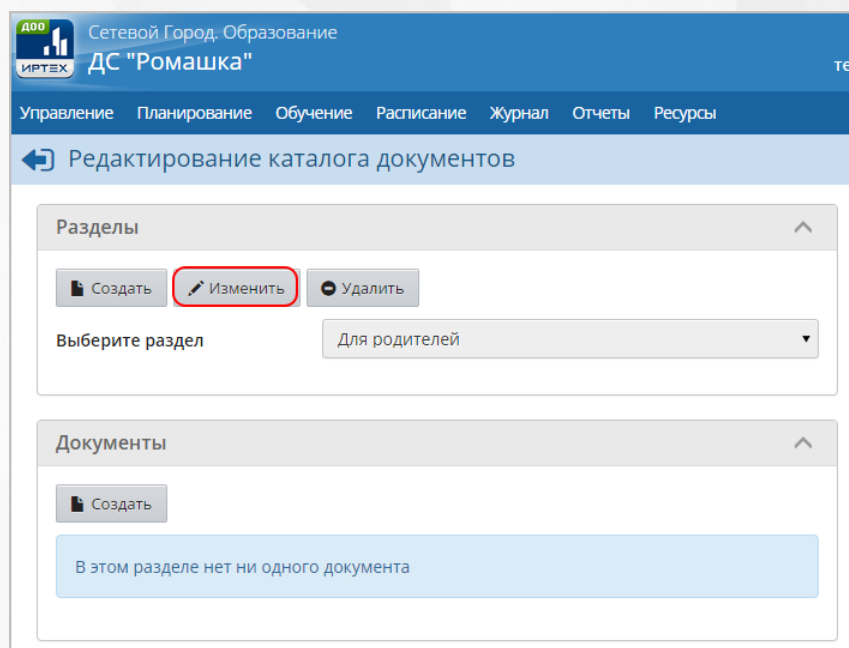 ДОО
ИРТЕХ
Сетевой Город. Образование
ДС "Ромашка"
Управление Планирование Обучение Расписание Журнал Отчеты Ресурсы
Редактирование каталога документов
Разделы
Создать Изменить Удалить
Выберите раздел Для родителей
Документы
Создать
В этом разделе нет ни одного документа